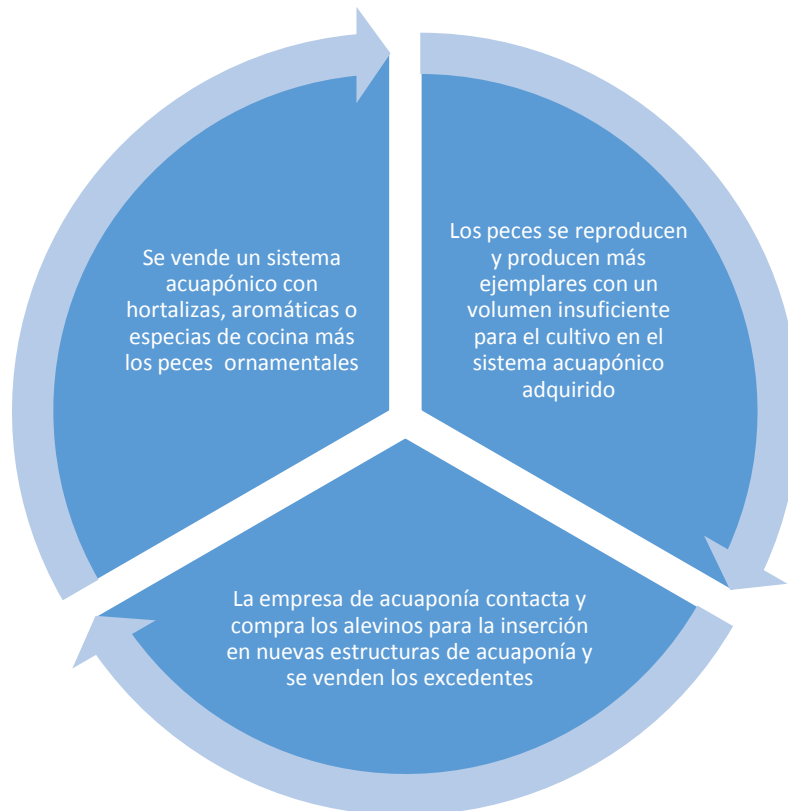 Se vende un sistema
acuapónico con
hortalizas, aromáticas o
especias de cocina más
los peces ornamentales
Los peces se reproducen
y producen más
ejemplares con un
volumen insuficiente
para el cultivo en el
sistema acuapónico
adquirido
La empresa de acuaponía contacta y
compra los alevinos para la inserción
en nuevas estructuras de acuaponía y
se venden los excedentes